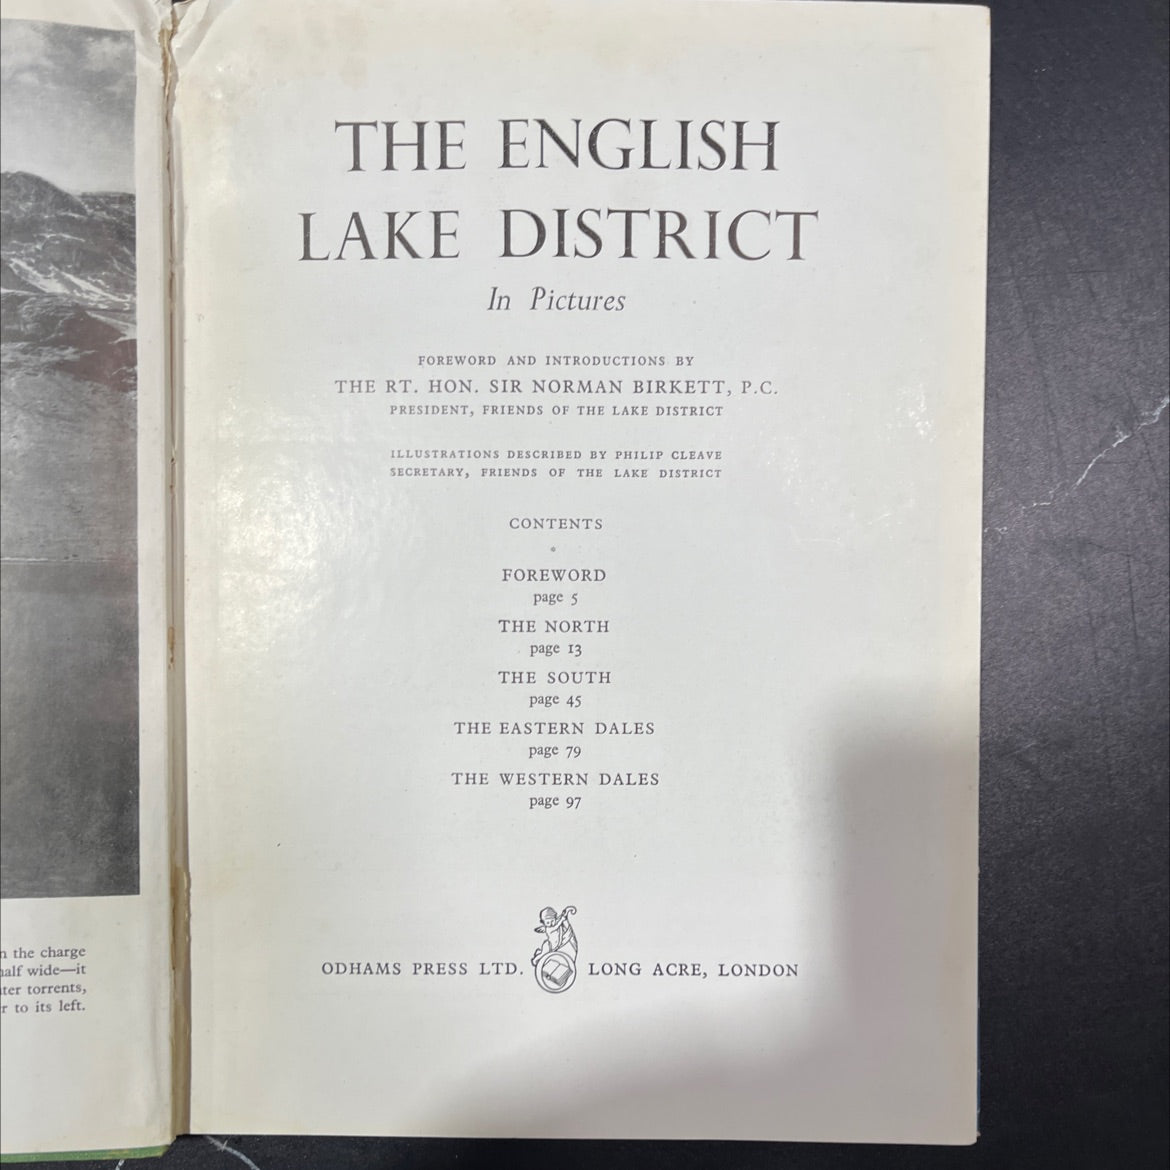 n the charge
half wide—it
ter torrents,
r to its left.
THE ENGLISH
LAKE DISTRICT
In Pictures
FOREWORD AND INTRODUCTIONS BY
THE RT. HON. SIR NORMAN BIRKETT, P.C.
PRESIDENT, FRIENDS OF THE LAKE DISTRICT
ILLUSTRATIONS DESCRIBED BY PHILIP CLEAVE
SECRETARY, FRIENDS OF THE LAKE DISTRICT
CONTENTS
*
FOREWORD
page 5
THE NORTH
page 13
THE SOUTH
page 45
THE EASTERN DALES
page 79
THE WESTERN DALES
page 97
ODHAMS PRESS LTD. LONG ACRE, LONDON